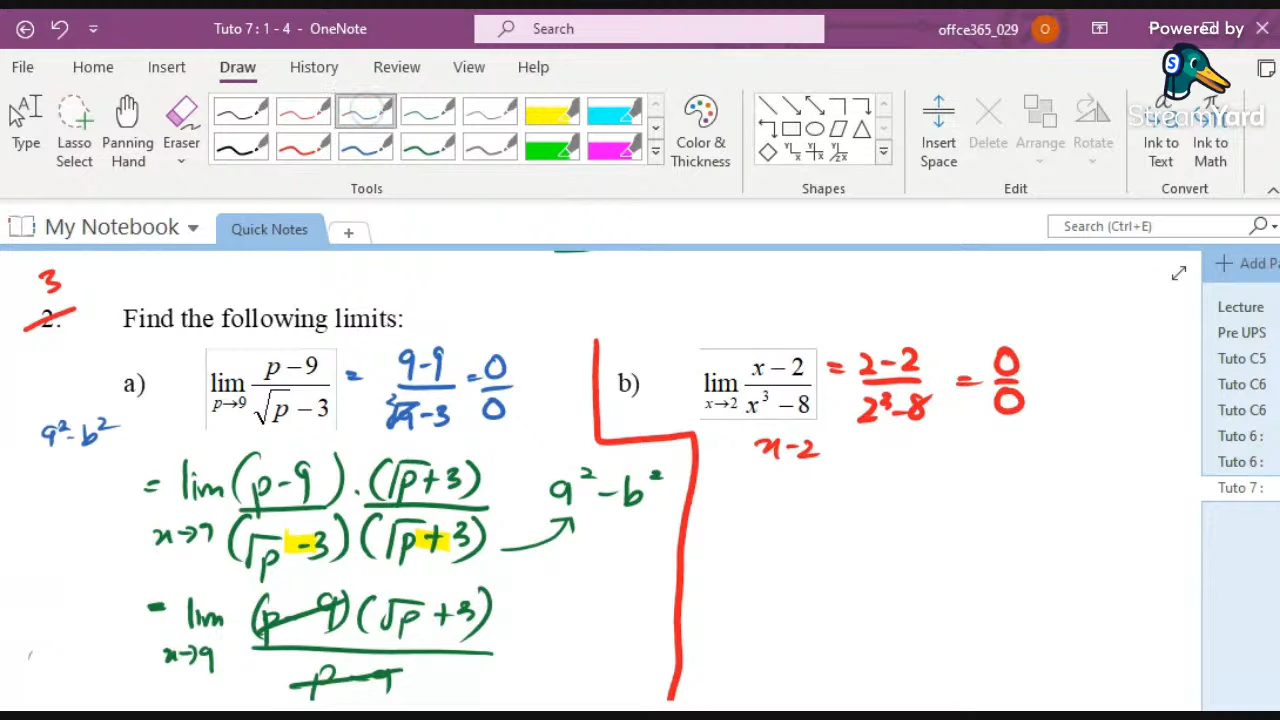 Tuto 7 : 1 - 4 - OneNote
Search
offce365_029
O
Powered by
StreamYard
File Home Insert Draw History Review View Help
Type
Lasso Select
Panning Hand
Eraser
Color & Thickness
Insert Space
Delete
Arrange
Rotate
Ink to Text
Ink to Math
Tools
Shapes
Edit
Convert
My Notebook
Quick Notes
+
Search (Ctrl+E)
+ Add Pa
Lecture
Pre UPS
Tuto C5
Tuto C6
Tuto C6
Tuto 6 :
Tuto 6 :
Tuto 7 :
3
2. Find the following limits:
a) lim p→9 (p − 9)/(√p − 3) = (9-9)/(√9-3) = 0/0
a²-b²
= lim x→9 (p-9)/(√p-3) · (√p+3)/(√p+3)
a²-b²
= lim x→9 (p-9)(√p+3)/(p-9)
b) lim x→2 (x − 2)/(x³ − 8) = (2-2)/(2³-8) = 0/0
x-2